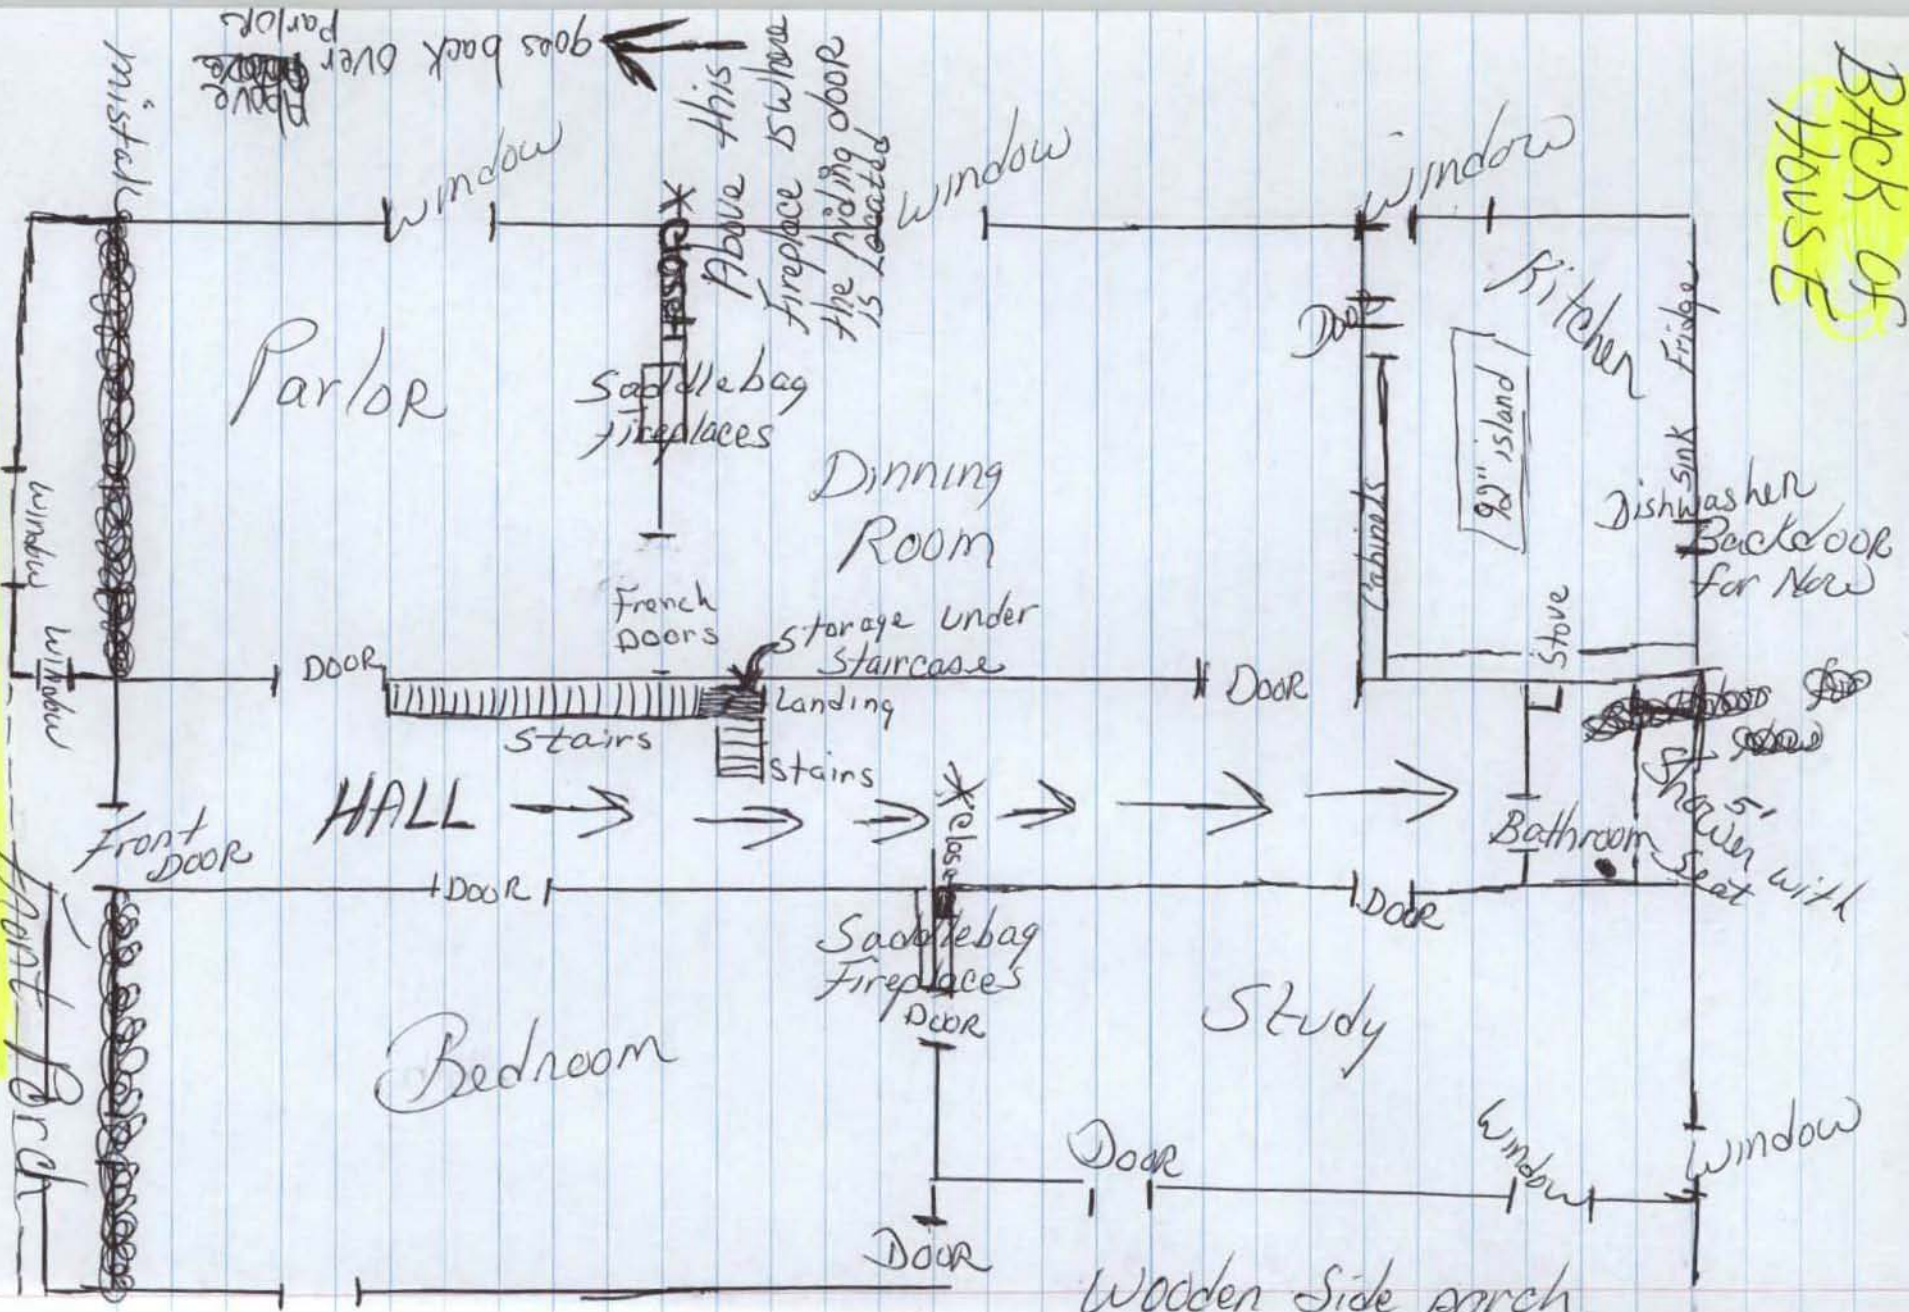 mistake
Above
goes back over
Parlor
Above this
fireplace is where
the hiding door
is Located
BACK OF
HOUSE
Window
Window
Window
X Closet
Parlor
Saddlebag
fireplaces
Dinning
Room
Door
Kitchen
Fridge
92" island
Sink
Dishwasher
Backdoor
for Now
Cabinets
Stove
Window
Window
French
Doors
Storage under
Staircase
DOOR
Landing
Stairs
Stairs
DOOR
HALL
X closet
Front
DOOR
Bathroom
5'
Shower with
Seat
DOOR
DOOR
Saddlebag
Fireplaces
DOOR
Front Porch
Bedroom
Study
Door
Window
Window
DOOR
Wooden Side porch